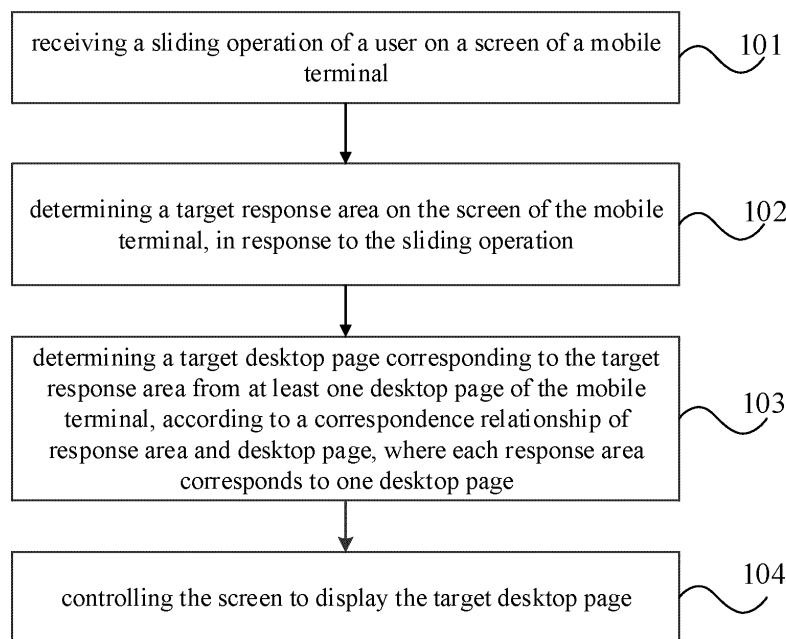 receiving a sliding operation of a user on a screen of a mobile
terminal
101
determining a target response area on the screen of the mobile
terminal, in response to the sliding operation
102
determining a target desktop page corresponding to the target
response area from at least one desktop page of the mobile
terminal, according to a correspondence relationship of
response area and desktop page, where each response area
corresponds to one desktop page
103
controlling the screen to display the target desktop page
104